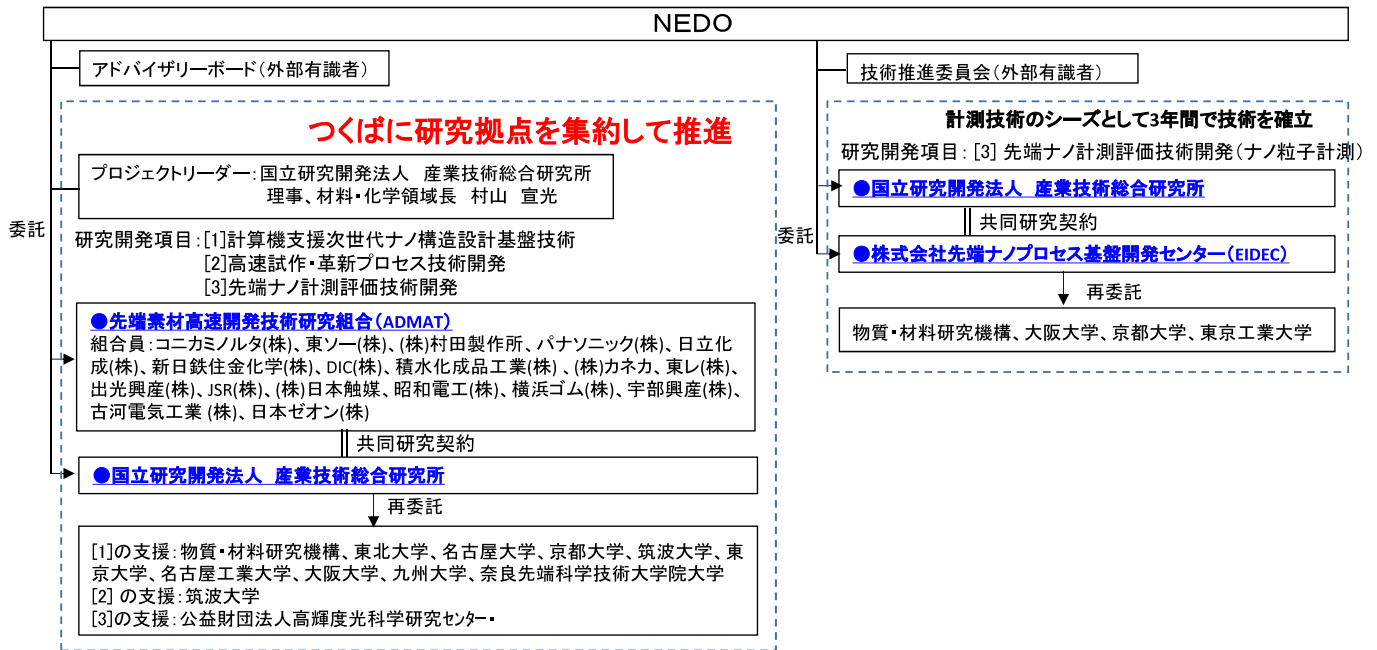 NEDO
アドバイザリーボード(外部有識者)
つくばに研究拠点を集約して推進
プロジェクトリーダー:国立研究開発法人 産業技術総合研究所
理事、材料・化学領域長 村山 宣光
委託
研究開発項目:[1]計算機支援次世代ナノ構造設計基盤技術
[2]高速試作・革新プロセス技術開発
[3]先端ナノ計測評価技術開発
●先端素材高速開発技術研究組合(ADMAT)
組合員:コニカミノルタ(株)、東ソー(株)、(株)村田製作所、パナソニック(株)、日立化
成(株)、新日鉄住金化学(株)、DIC(株)、積水化成品工業(株) 、(株)カネカ、東レ(株)、
出光興産(株)、JSR(株)、(株)日本触媒、昭和電工(株)、横浜ゴム(株)、宇部興産(株)、
古河電気工業 (株)、日本ゼオン(株)
共同研究契約
●国立研究開発法人 産業技術総合研究所
再委託
[1]の支援:物質・材料研究機構、東北大学、名古屋大学、京都大学、筑波大学、東
京大学、名古屋工業大学、大阪大学、九州大学、奈良先端科学技術大学院大学
[2] の支援:筑波大学
[3]の支援:公益財団法人高輝度光科学研究センター・
技術推進委員会(外部有識者)
計測技術のシーズとして3年間で技術を確立
研究開発項目: [3] 先端ナノ計測評価技術開発(ナノ粒子計測)
●国立研究開発法人 産業技術総合研究所
共同研究契約
委託
●株式会社先端ナノプロセス基盤開発センター(EIDEC)
再委託
物質・材料研究機構、大阪大学、京都大学、東京工業大学